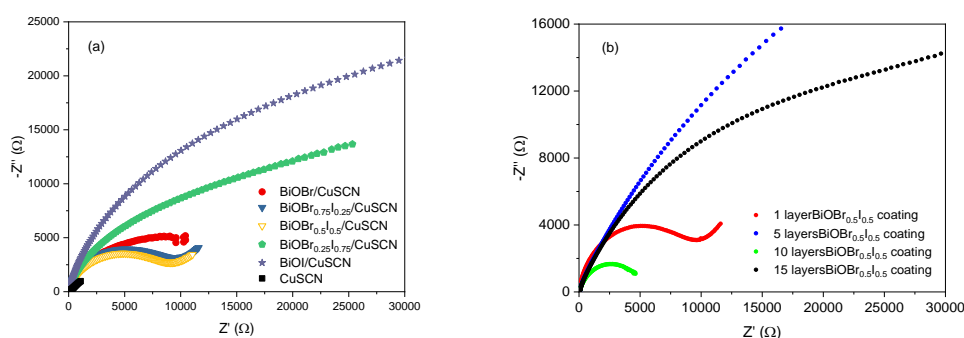 (a)
25000
20000
15000
10000
5000
0
-Z'' (Ω)
0 5000 10000 15000 20000 25000 30000
Z' (Ω)
BiOBr/CuSCN
BiOBr0.75I0.25/CuSCN
BiOBr0.5I0.5/CuSCN
BiOBr0.25I0.75/CuSCN
BiOI/CuSCN
CuSCN
(b)
16000
12000
8000
4000
0
-Z'' (Ω)
0 5000 10000 15000 20000 25000 30000
Z' (Ω)
1 layerBiOBr0.5I0.5 coating
5 layersBiOBr0.5I0.5 coating
10 layersBiOBr0.5I0.5 coating
15 layersBiOBr0.5I0.5 coating